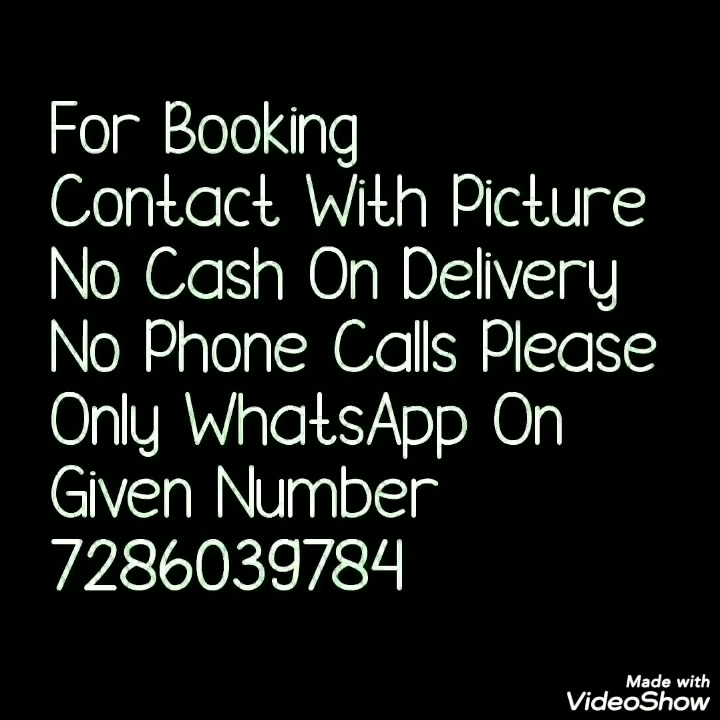 For Booking
Contact With Picture
No Cash On Delivery
No Phone Calls Please
Only WhatsApp On
Given Number
7286039784
Made with
VideoShow